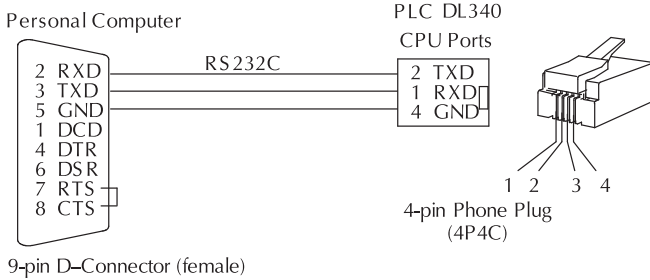 Personal Computer
PLC DL340
CPU Ports
RS232C
2 RXD
3 TXD
5 GND
1 DCD
4 DTR
6 DSR
7 RTS
8 CTS
2 TXD
1 RXD
4 GND
1 2 3 4
4-pin Phone Plug
(4P4C)
9-pin D–Connector (female)